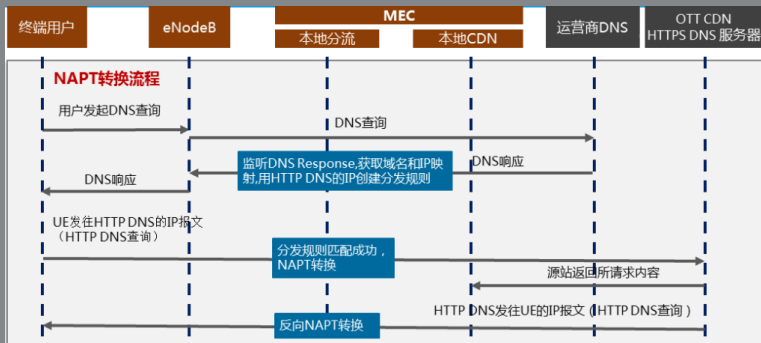 MEC
终端用户
eNodeB
本地分流
本地CDN
运营商DNS
OTT CDN
HTTPS DNS 服务器
NAPT转换流程
用户发起DNS查询
DNS查询
监听DNS Response,获取域名和IP映
射,用HTTP DNS的IP创建分发规则
DNS响应
DNS响应
UE发往HTTP DNS的IP报文
（HTTP DNS查询）
分发规则匹配成功，
NAPT转换
源站返回所请求内容
HTTP DNS发往UE的IP报文（HTTP DNS查询）
反向NAPT转换